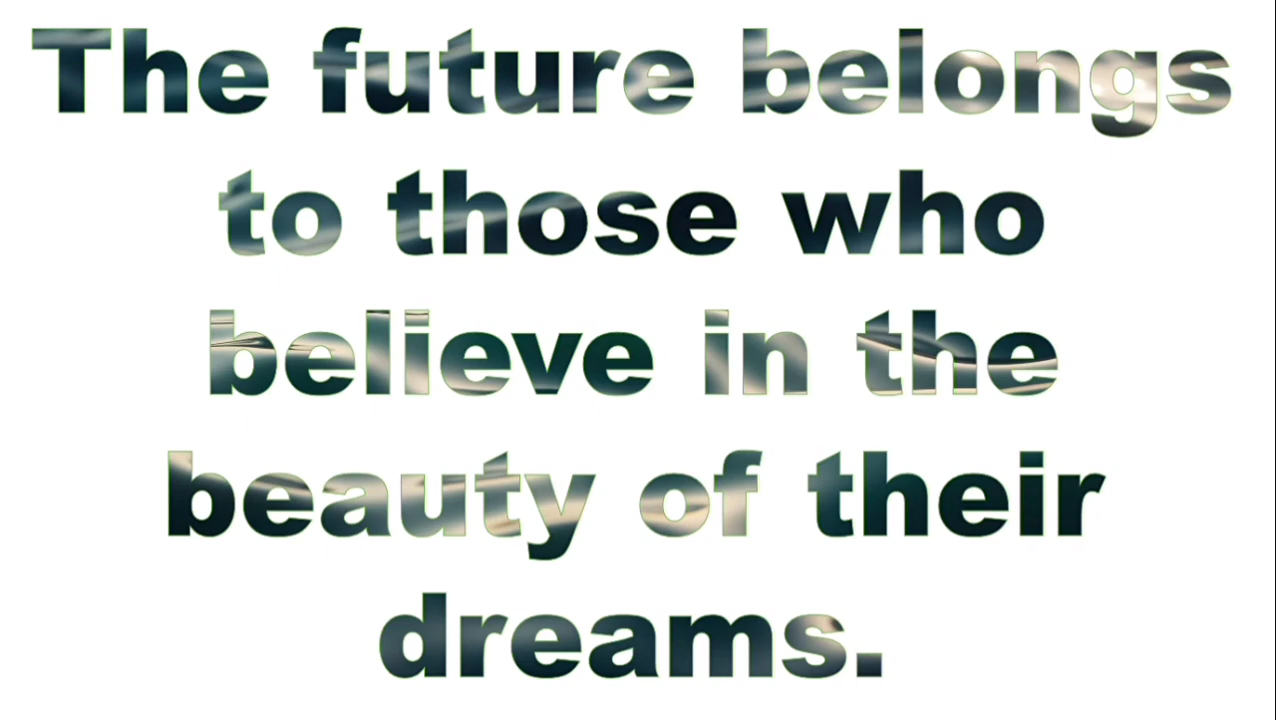 The future belongs
to those who
believe in the
beauty of their
dreams.